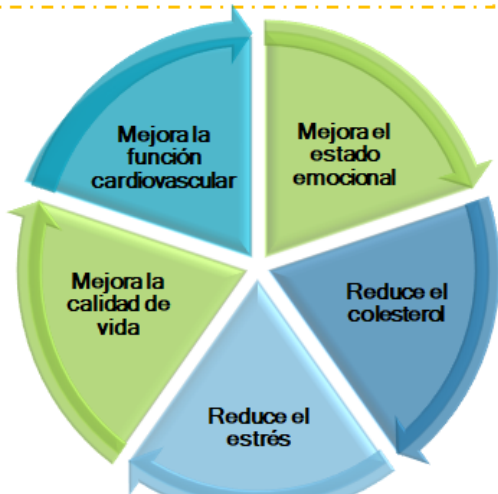 Mejora el
estado
emocional
Reduce el
colesterol
Reduce el
estrés
Mejora la
calidad de
vida
Mejora la
función
cardiovascular